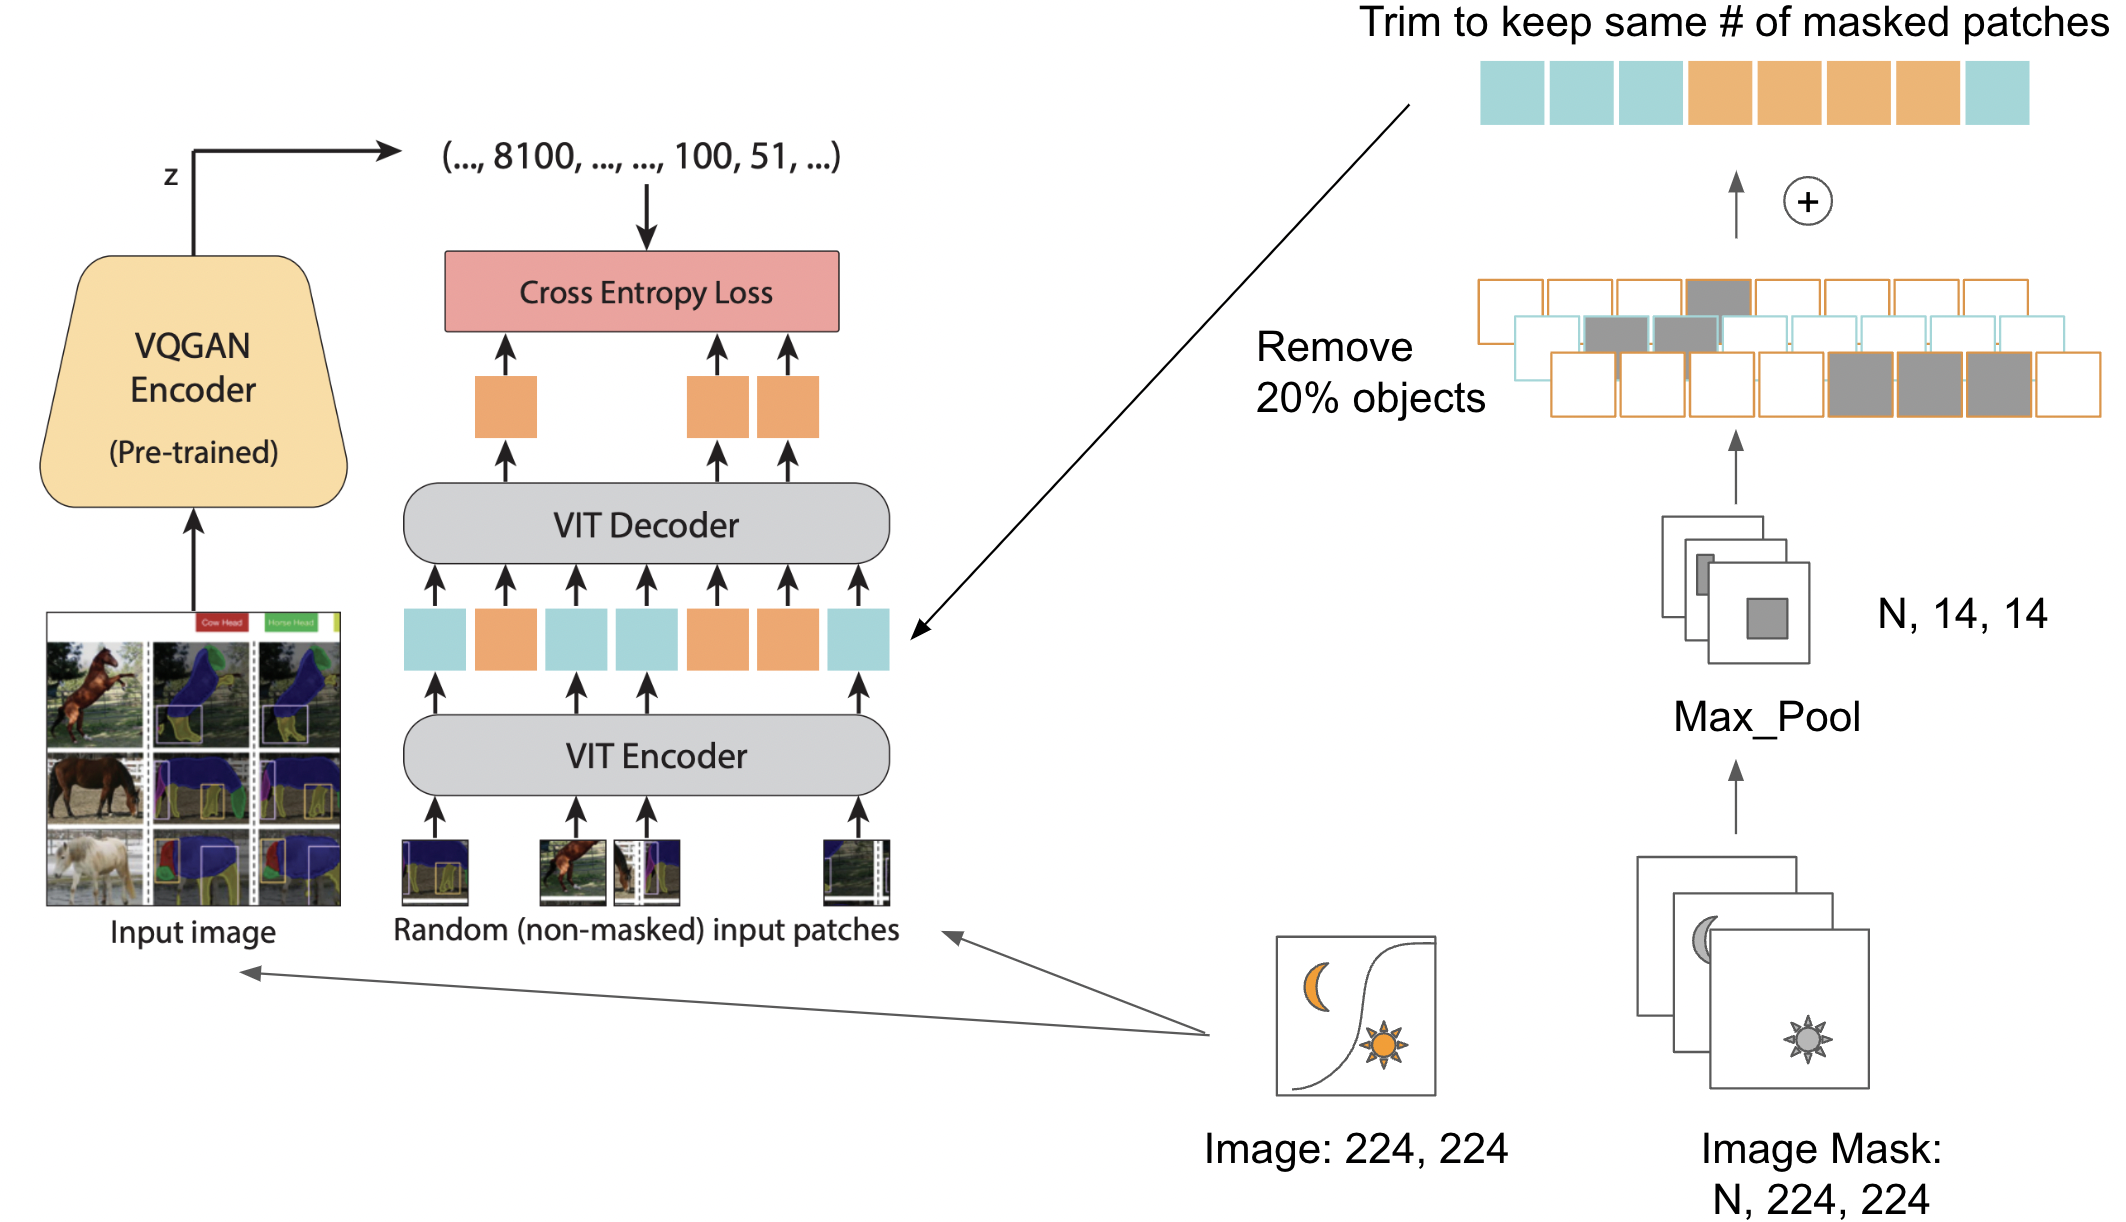 Trim to keep same # of masked patches
z
(..., 8100, ..., ..., 100, 51, ...)
Cross Entropy Loss
VQGAN
Encoder
(Pre-trained)
VIT Decoder
VIT Encoder
Cow Head
Horse Head
Input image
Random (non-masked) input patches
+
Remove
20% objects
N, 14, 14
Max_Pool
Image: 224, 224
Image Mask:
N, 224, 224